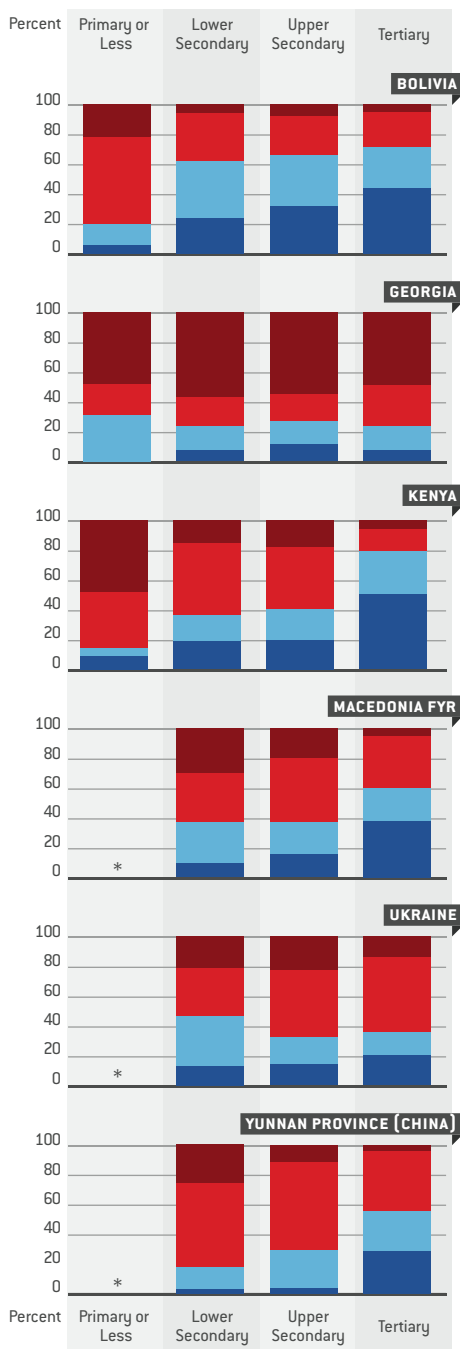 Percent
Primary or
Less
Lower
Secondary
Upper
Secondary
Tertiary
BOLIVIA
100
80
60
40
20
0
GEORGIA
100
80
60
40
20
0
KENYA
100
80
60
40
20
0
MACEDONIA FYR
100
80
60
40
20
0
*
UKRAINE
100
80
60
40
20
0
*
YUNNAN PROVINCE (CHINA)
100
80
60
40
20
0
*
Percent
Primary or
Less
Lower
Secondary
Upper
Secondary
Tertiary